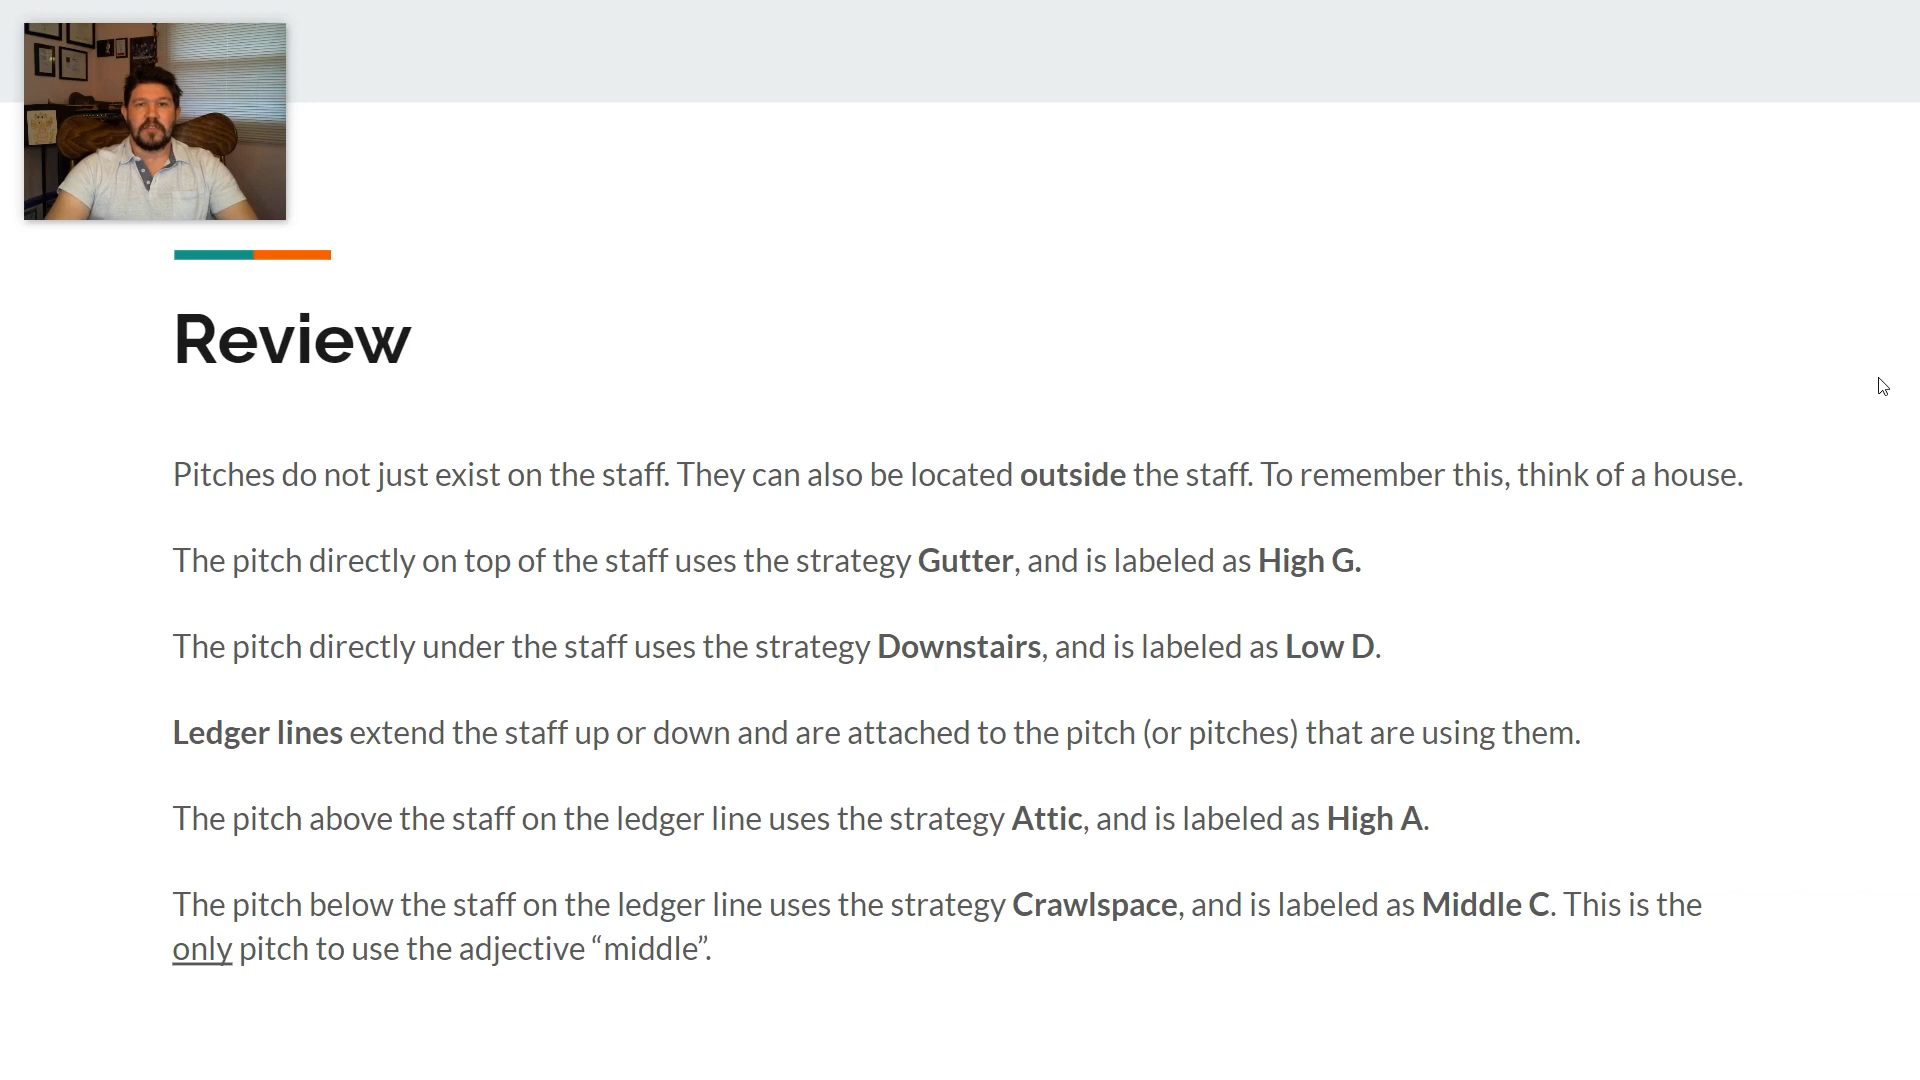 Review
Pitches do not just exist on the staff. They can also be located outside the staff. To remember this, think of a house.
The pitch directly on top of the staff uses the strategy Gutter, and is labeled as High G.
The pitch directly under the staff uses the strategy Downstairs, and is labeled as Low D.
Ledger lines extend the staff up or down and are attached to the pitch (or pitches) that are using them.
The pitch above the staff on the ledger line uses the strategy Attic, and is labeled as High A.
The pitch below the staff on the ledger line uses the strategy Crawlspace, and is labeled as Middle C. This is the
only pitch to use the adjective “middle”.